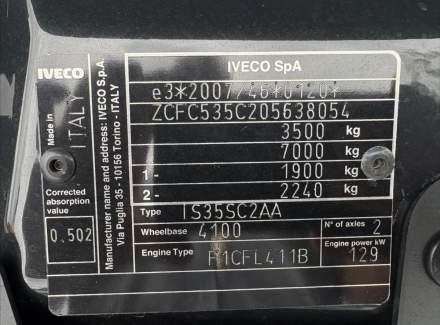 IVECO
Made in
ITALY
Corrected
absorption
value
0.502
Manufacturer name and address: IVECO S.p.A.
Via Puglia 35 - 10156 Torino - ITALY
IVECO SpA
e3*2007/46*0120*
ZCFC535C205638054
3500 kg
7000 kg
1- 1900 kg
2- 2240 kg
Type IS35SC2AA
Wheelbase 4100 N° of axles 2
Engine Type F1CFL411B Engine power kW 129